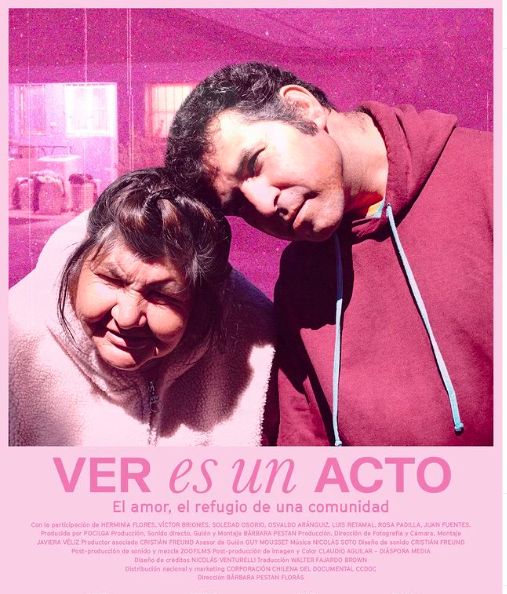 VER es un ACTO
El amor, el refugio de una comunidad
Con la participación de HERMINIA FLORES, VÍCTOR BRIONES, SOLEDAD OSORIO, OSVALDO ARÁNGUIZ, LUIS RETAMAL, ROSA PADILLA, JUAN FUENTES.
Producida por FOCILGA Producción, Sonido directo, Guión y Montaje BÁRBARA PESTAN Producción, Dirección de Fotografía y Cámara, Montaje
JAVIERA VÉLIZ Productor asociado CRISTIÁN FREUND Asesor de Guión GUY MOUSSET Música NICOLÁS SOTO Diseño de sonido CRISTIÁN FREUND
Post-producción de sonido y mezcla ZOOFILMS Post-producción de Imagen y Color CLAUDIO AGUILAR - DIÁSPORA MEDIA
Diseño de créditos NICOLÁS VENTURELLI Traducción WALTER FAJARDO BROWN
Distribución nacional y marketing CORPORACIÓN CHILENA DEL DOCUMENTAL CCDOC
Dirección BÁRBARA PESTAN FLORÁS